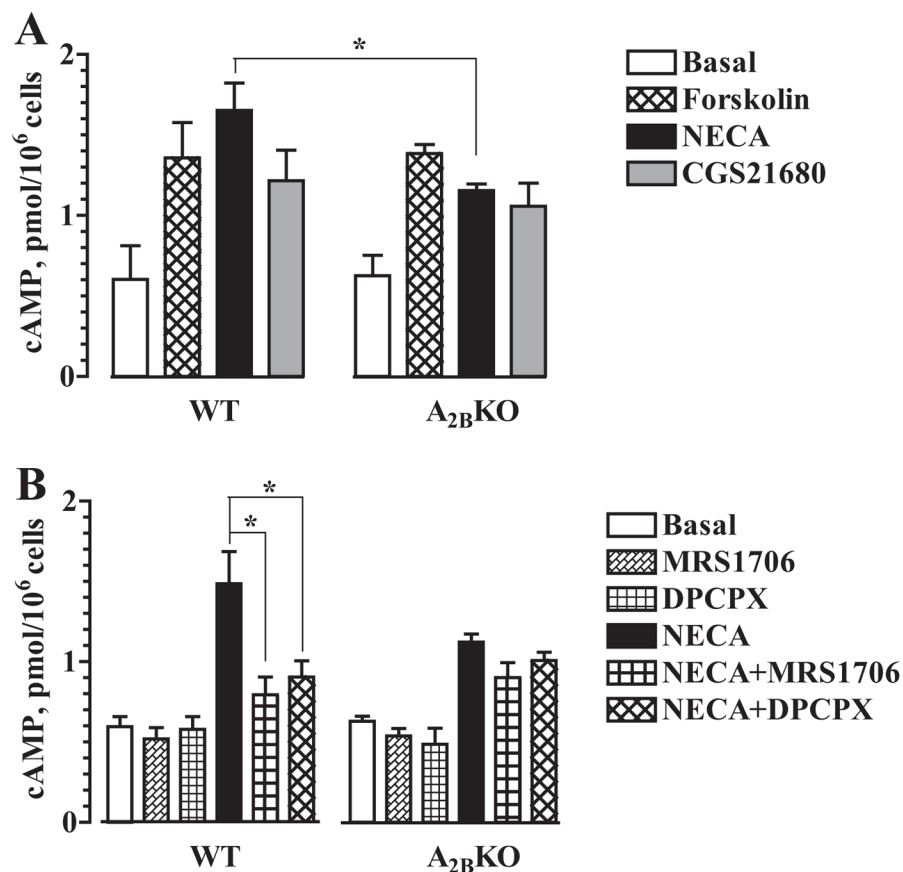 A
2
*
1
0
cAMP, pmol/10⁶ cells
Basal
Forskolin
NECA
CGS21680
WT
A₂BKO
B
2
*
*
1
0
cAMP, pmol/10⁶ cells
Basal
MRS1706
DPCPX
NECA
NECA+MRS1706
NECA+DPCPX
WT
A₂BKO